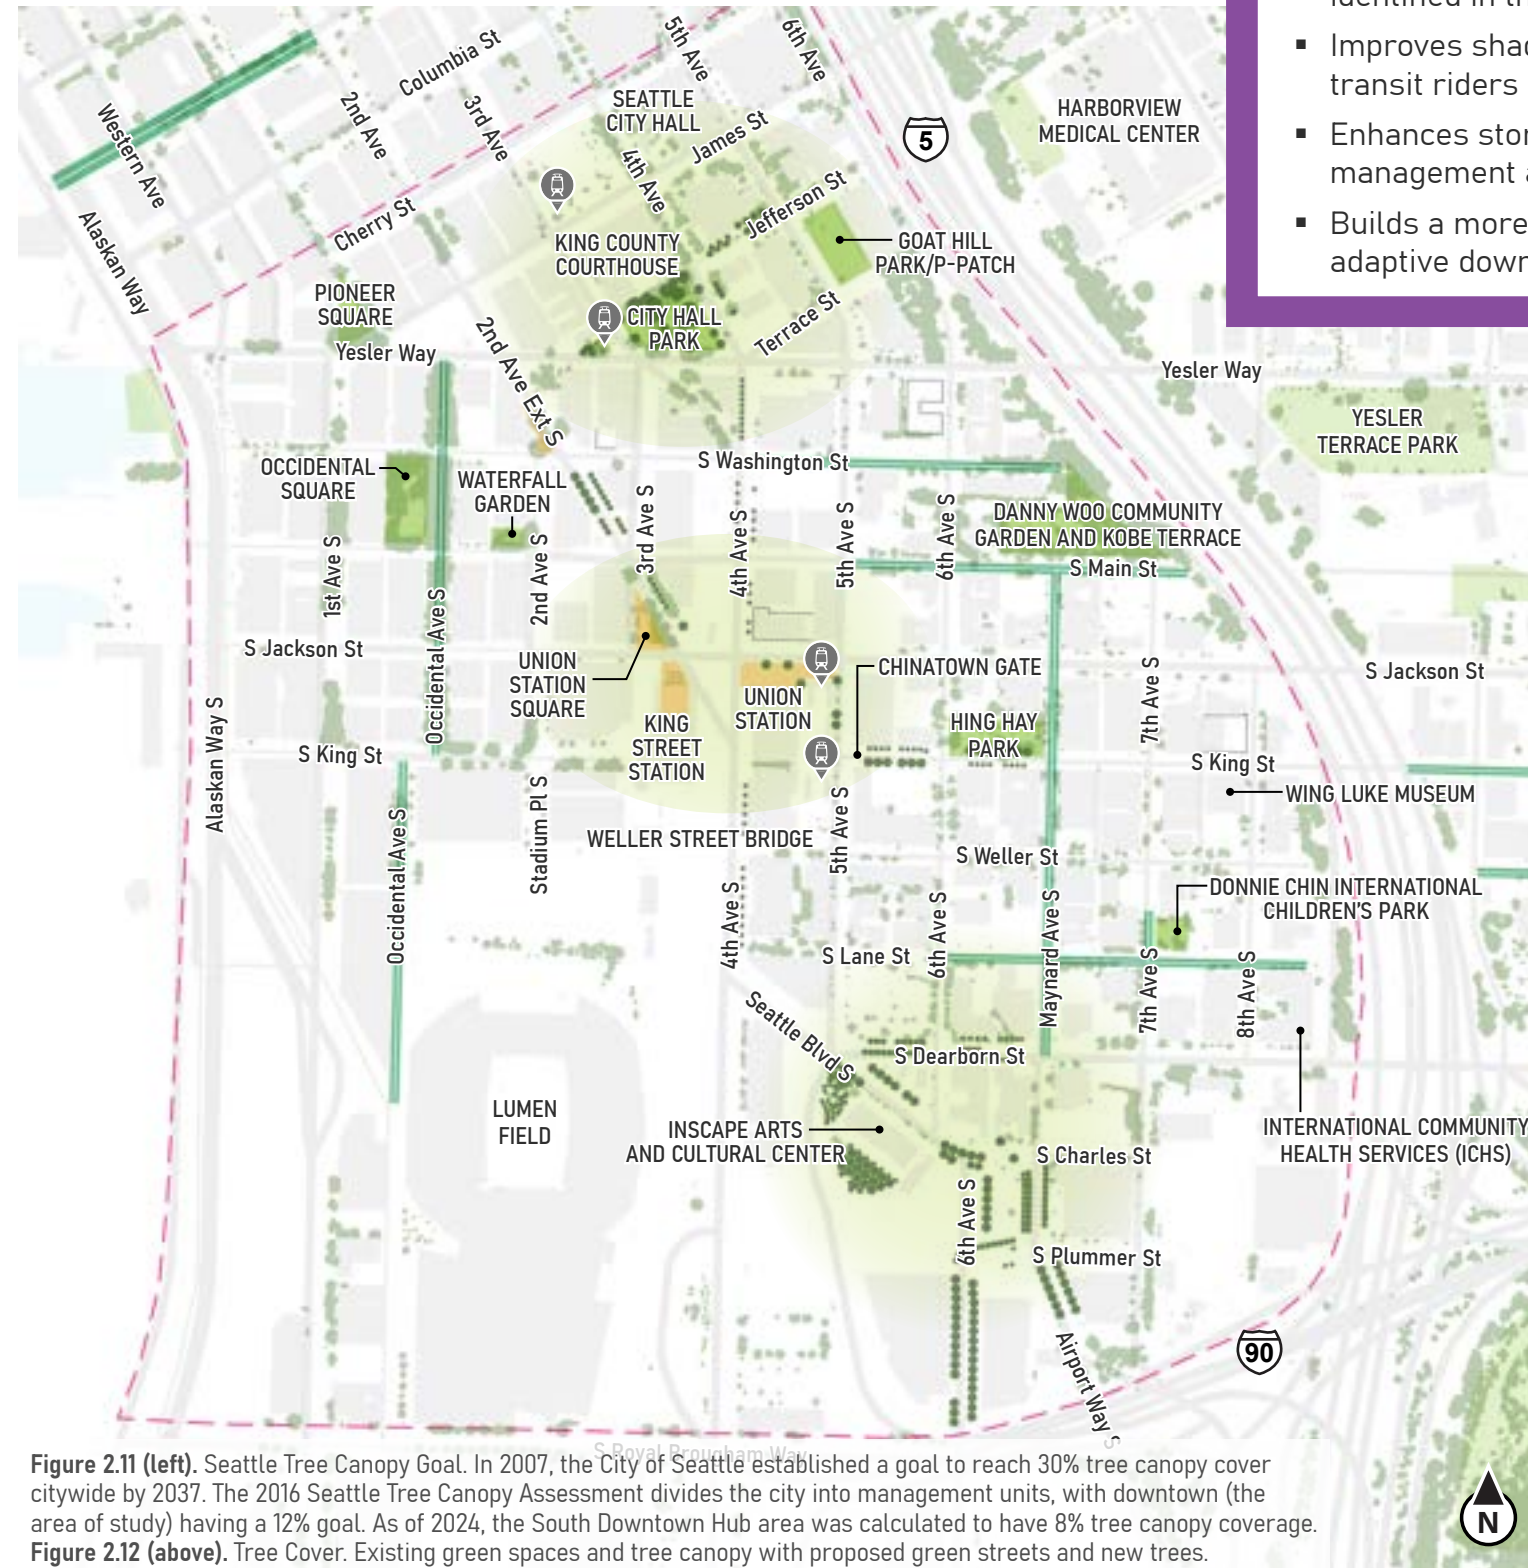 identified in th
▪ Improves shad
transit riders
▪ Enhances stor
management a
▪ Builds a more
adaptive down
5th Ave
6th Ave
Columbia St
2nd Ave
3rd Ave
Western Ave
SEATTLE
CITY HALL
James St
4th Ave
5
HARBORVIEW
MEDICAL CENTER
Alaskan Way
Cherry St
Jefferson St
KING COUNTY
COURTHOUSE
GOAT HILL
PARK/P-PATCH
PIONEER
SQUARE
CITY HALL
PARK
Terrace St
Yesler Way
2nd Ave Ext S
Yesler Way
YESLER
TERRACE PARK
OCCIDENTAL
SQUARE
WATERFALL
GARDEN
S Washington St
3rd Ave S
4th Ave S
5th Ave S
6th Ave S
DANNY WOO COMMUNITY
GARDEN AND KOBE TERRACE
1st Ave S
2nd Ave S
S Main St
Occidental Ave S
S Jackson St
UNION
STATION
SQUARE
CHINATOWN GATE
7th Ave S
S Jackson St
UNION
STATION
KING
STREET
STATION
HING HAY
PARK
Alaskan Way S
S King St
S King St
WING LUKE MUSEUM
Stadium Pl S
Occidental Ave S
WELLER STREET BRIDGE
5th Ave S
S Weller St
DONNIE CHIN INTERNATIONAL
CHILDREN'S PARK
4th Ave S
6th Ave S
Maynard Ave S
S Lane St
7th Ave S
8th Ave S
Seattle Blvd S
S Dearborn St
LUMEN
FIELD
INSCAPE ARTS
AND CULTURAL CENTER
INTERNATIONAL COMMUNITY
HEALTH SERVICES (ICHS)
S Charles St
6th Ave S
S Plummer St
90
Airport Way S
S Royal Brougham Way
Figure 2.11 (left). Seattle Tree Canopy Goal. In 2007, the City of Seattle established a goal to reach 30% tree canopy cover
citywide by 2037. The 2016 Seattle Tree Canopy Assessment divides the city into management units, with downtown (the
area of study) having a 12% goal. As of 2024, the South Downtown Hub area was calculated to have 8% tree canopy coverage.
Figure 2.12 (above). Tree Cover. Existing green spaces and tree canopy with proposed green streets and new trees.
N